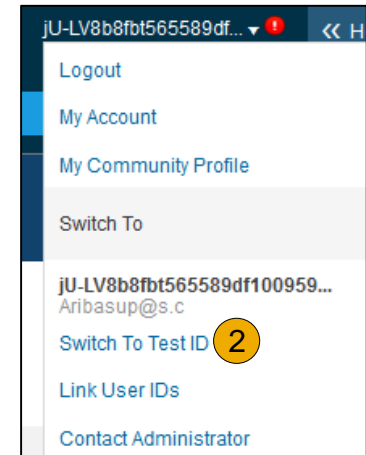 jU-LV8b8fbt565589df... ▾ ! « H
Logout
My Account
My Community Profile
Switch To
jU-LV8b8fbt565589df100959...
Aribasup@s.c
Switch To Test ID 2
Link User IDs
Contact Administrator